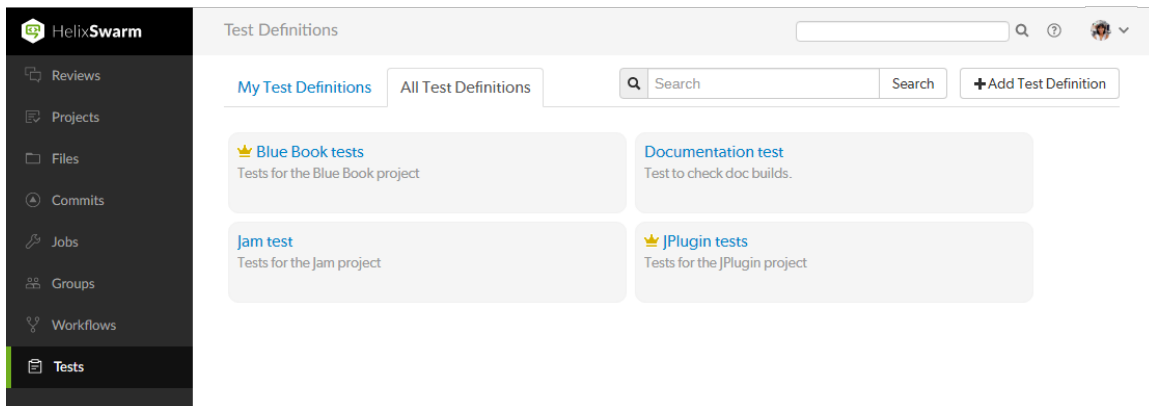 HelixSwarm
Test Definitions
Reviews
Projects
Files
Commits
Jobs
Groups
Workflows
Tests
My Test Definitions
All Test Definitions
Search
Search
+Add Test Definition
Blue Book tests
Tests for the Blue Book project
Documentation test
Test to check doc builds.
Jam test
Tests for the Jam project
JPlugin tests
Tests for the JPlugin project